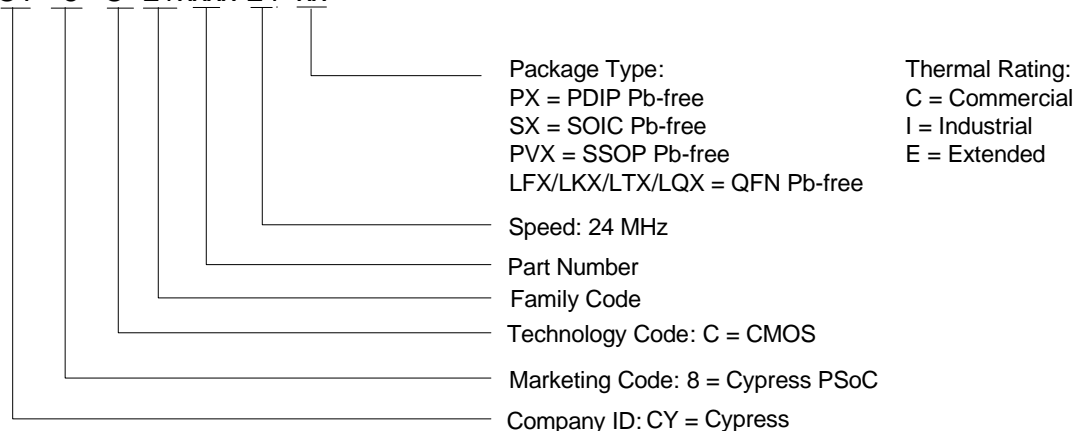 Package Type:
PX = PDIP Pb-free
SX = SOIC Pb-free
PVX = SSOP Pb-free
LFX/LKX/LTX/LQX = QFN Pb-free
Thermal Rating:
C = Commercial
I = Industrial
E = Extended
Speed: 24 MHz
Part Number
Family Code
Technology Code: C = CMOS
Marketing Code: 8 = Cypress PSoC
Company ID: CY = Cypress